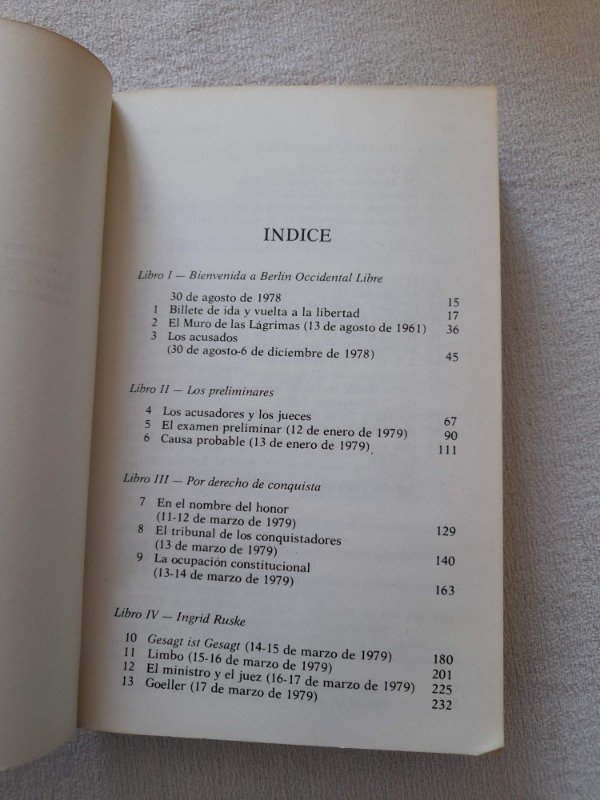 INDICE
Libro I — Bienvenida a Berlín Occidental Libre
30 de agosto de 1978 15
1 Billete de ida y vuelta a la libertad 17
2 El Muro de las Lágrimas (13 de agosto de 1961) 36
3 Los acusados
(30 de agosto-6 de diciembre de 1978) 45
Libro II — Los preliminares
4 Los acusadores y los jueces 67
5 El examen preliminar (12 de enero de 1979) 90
6 Causa probable (13 de enero de 1979) 111
Libro III — Por derecho de conquista
7 En el nombre del honor
(11-12 de marzo de 1979) 129
8 El tribunal de los conquistadores
(13 de marzo de 1979) 140
9 La ocupación constitucional
(13-14 de marzo de 1979) 163
Libro IV — Ingrid Ruske
10 Gesagt ist Gesagt (14-15 de marzo de 1979) 180
11 Limbo (15-16 de marzo de 1979) 201
12 El ministro y el juez (16-17 de marzo de 1979) 225
13 Goeller (17 de marzo de 1979) 232